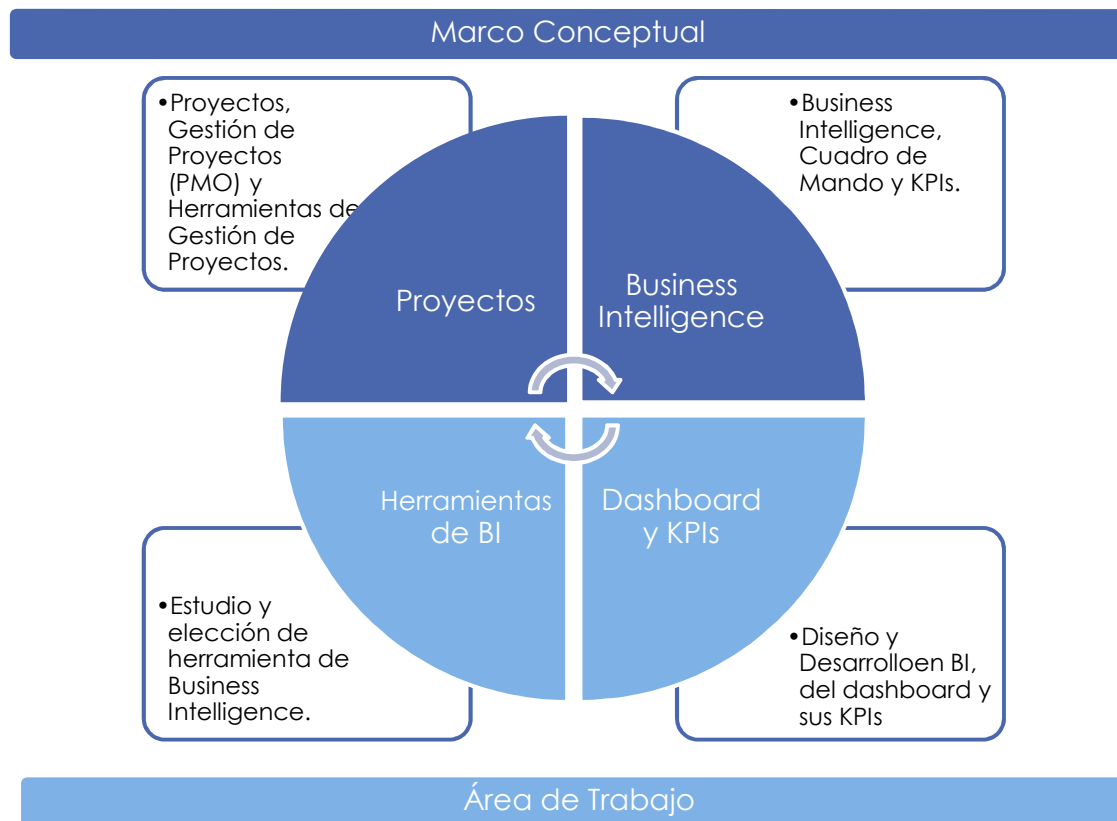 Marco Conceptual
•Proyectos,
Gestión de
Proyectos
(PMO) y
Herramientas de
Gestión de
Proyectos.
•Business
Intelligence,
Cuadro de
Mando y KPIs.
Proyectos
Business
Intelligence
Herramientas
de BI
Dashboard
y KPIs
•Estudio y
elección de
herramienta de
Business
Intelligence.
•Diseño y
Desarrolloen BI,
del dashboard y
sus KPIs
Área de Trabajo